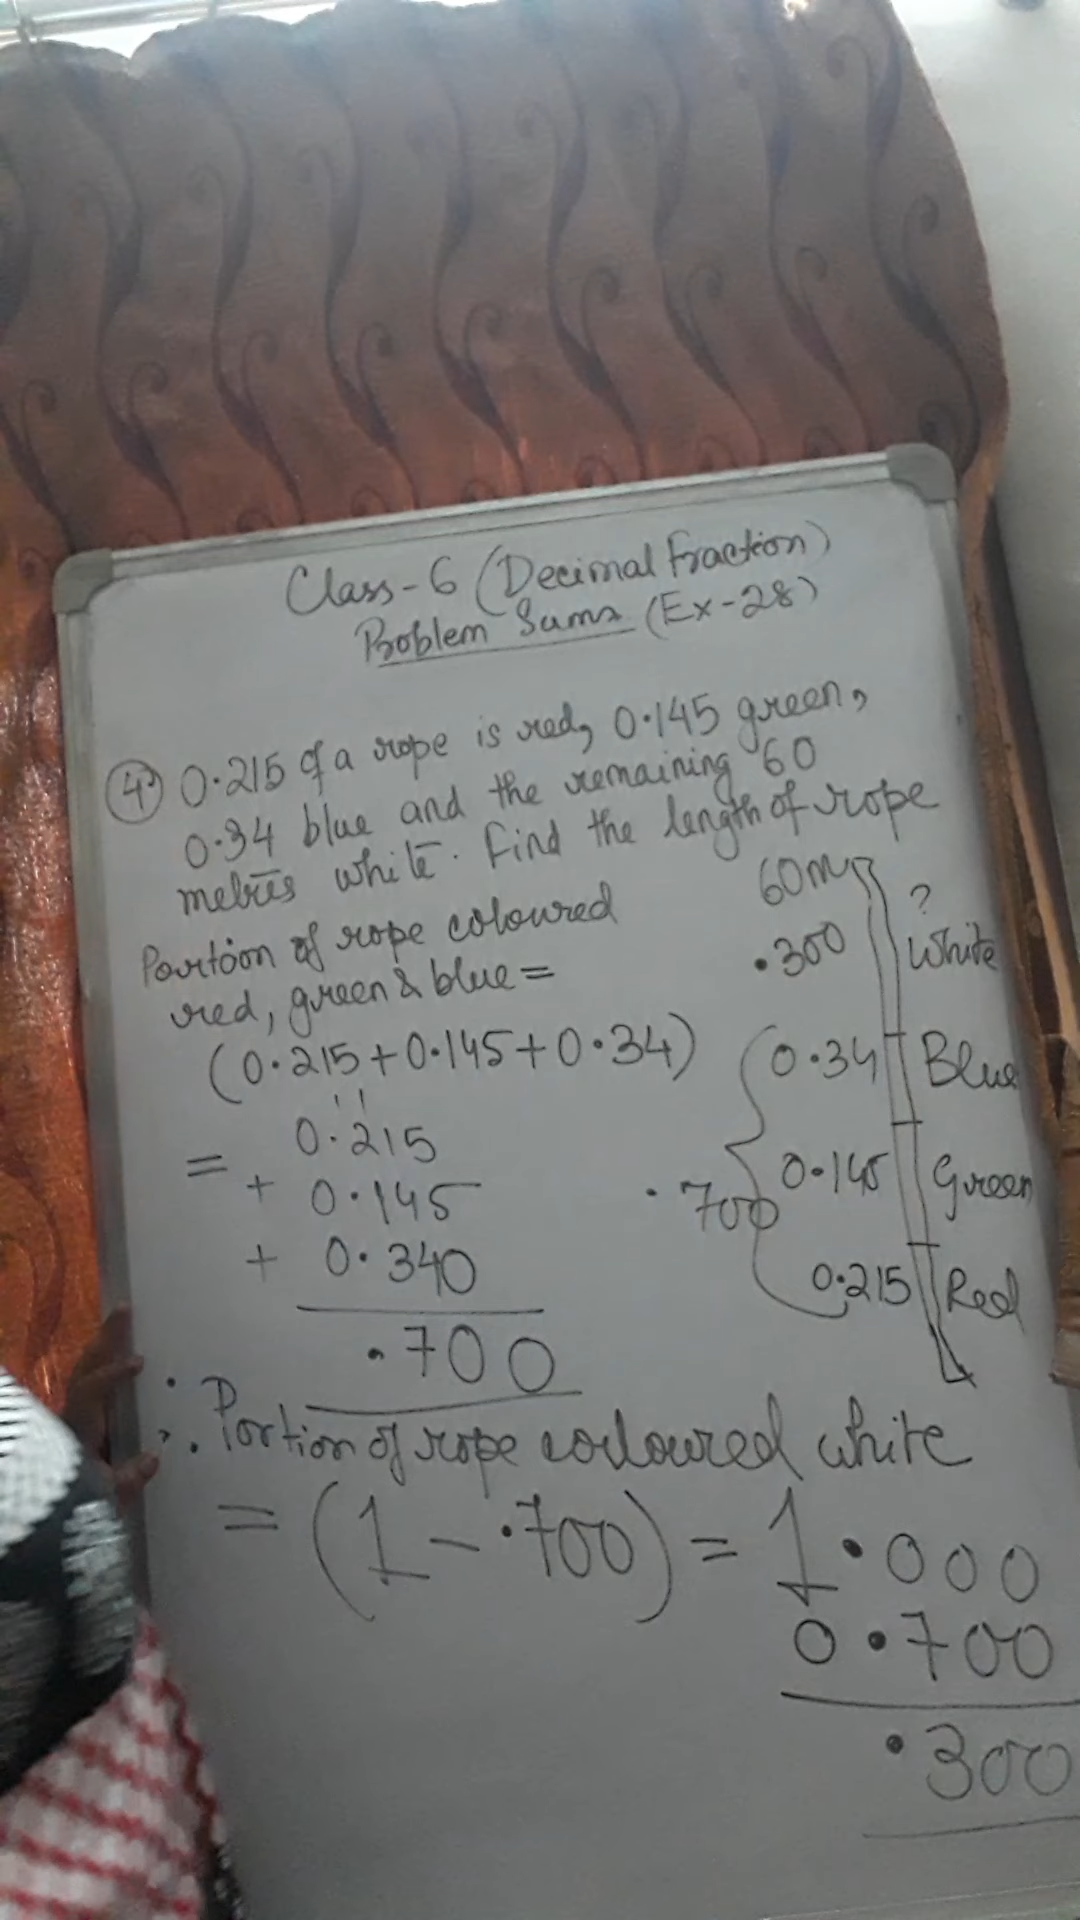 Class-6 (Decimal Fraction)
Problem Sums (Ex-28)
(4) 0.215 of a rope is red, 0.145 green,
0.34 blue and the remaining 60
metres white. Find the length of rope
Portion of rope coloured
red, green & blue =
(0.215+0.145+0.34)
= 0.215
+ 0.145
+ 0.340
.700
60m
?
.300 White
0.34 Blue
.700
0.145 Green
0.215 Red
∴ Portion of rope coloured white
= (1 - .700) = 1.000
0.700
.300